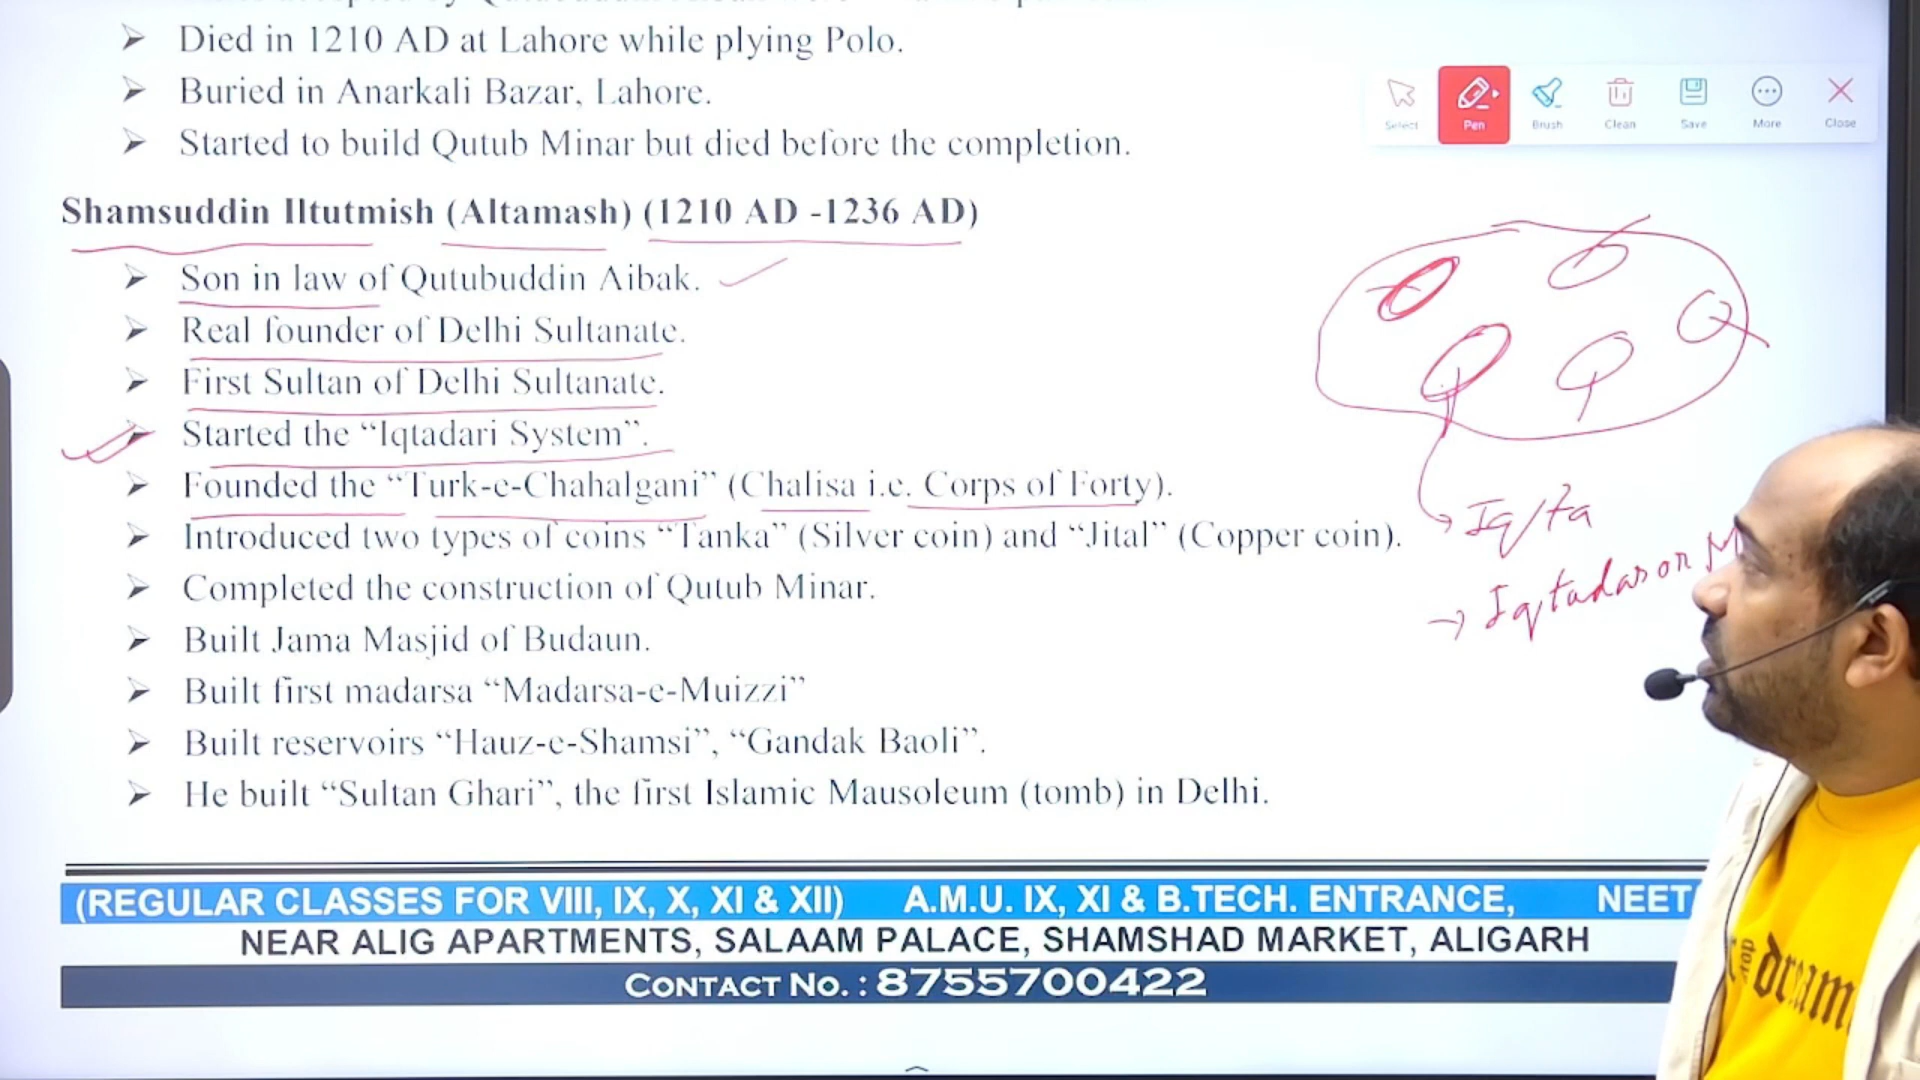 Died in 1210 AD at Lahore while plying Polo.
Buried in Anarkali Bazar, Lahore.
Started to build Qutub Minar but died before the completion.
Select Pen Brush Clean Save More Close
Shamsuddin Iltutmish (Altamash) (1210 AD -1236 AD)
Son in law of Qutubuddin Aibak.
Real founder of Delhi Sultanate.
First Sultan of Delhi Sultanate.
Started the “Iqtadari System”.
Founded the “Turk-e-Chahalgani” (Chalisa i.e. Corps of Forty).
Introduced two types of coins “Tanka” (Silver coin) and “Jital” (Copper coin).
Completed the construction of Qutub Minar.
Built Jama Masjid of Budaun.
Built first madarsa “Madarsa-e-Muizzi”
Built reservoirs “Hauz-e-Shamsi”, “Gandak Baoli”.
He built “Sultan Ghari”, the first Islamic Mausoleum (tomb) in Delhi.
Iqta
→ Iqtadar or M
(REGULAR CLASSES FOR VIII, IX, X, XI & XII) A.M.U. IX, XI & B.TECH. ENTRANCE, NEET
NEAR ALIG APARTMENTS, SALAAM PALACE, SHAMSHAD MARKET, ALIGARH
CONTACT NO. : 8755700422
dream